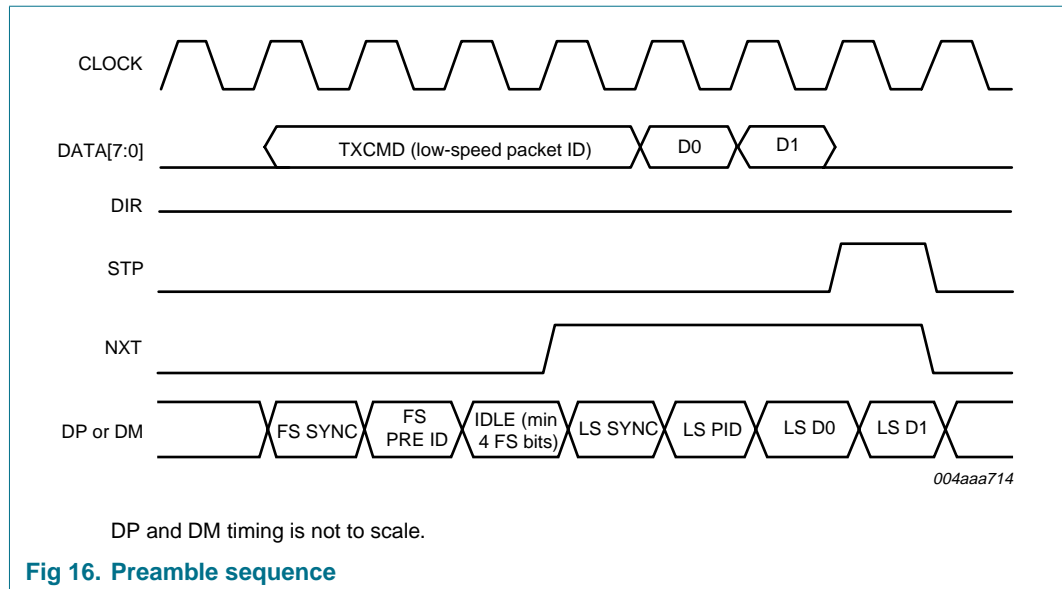 CLOCK
DATA[7:0]
TXCMD (low-speed packet ID)
D0
D1
DIR
STP
NXT
DP or DM
FS SYNC
FS
PRE ID
IDLE (min
4 FS bits)
LS SYNC
LS PID
LS D0
LS D1
004aaa714
DP and DM timing is not to scale.
Fig 16. Preamble sequence